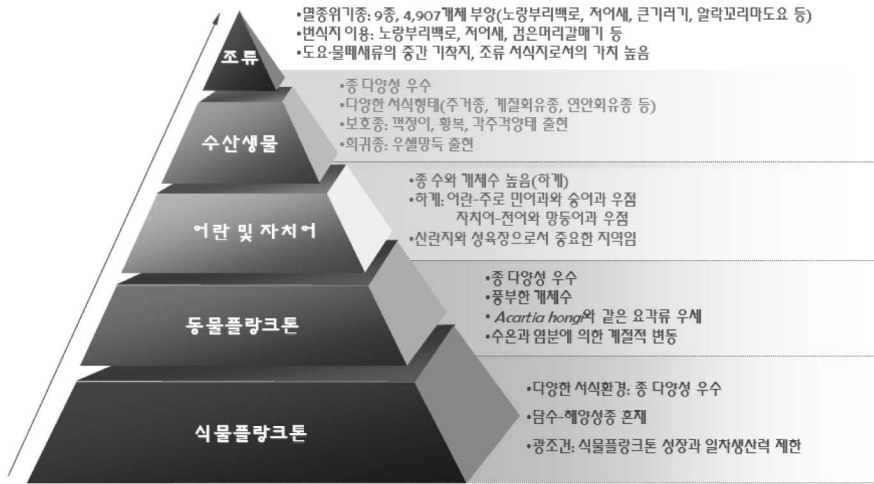 •멸종위기종: 9종, 4,907개체 부양(노랑부리백로, 저어새, 큰기러기, 알락꼬리마도요 등)
•번식지 이용: 노랑부리백로, 저어새, 검은머리갈매기 등
•도요·물떼새류의 중간 기착지, 조류 서식지로서의 가치 높음
조류
•종 다양성 우수
•다양한 서식형태(주거종, 계절회유종, 연안회유종 등)
•보호종: 꺽정이, 황복, 각주걱양태 출현
•희귀종: 우셀망둑 출현
수산생물
•종 수와 개체수 높음(하계)
•하계: 어란-주로 민어과와 숭어과 우점
자치어-전어와 망둥어과 우점
•산란지와 성육장으로서 중요한 지역임
어란 및 자치어
•종 다양성 우수
•풍부한 개체수
•Acartia hongi와 같은 요각류 우세
•수온과 염분에 의한 계절적 변동
동물플랑크톤
•다양한 서식환경: 종 다양성 우수
•담수-해양성종 혼재
•광조건: 식물플랑크톤 성장과 일차생산력 제한
식물플랑크톤